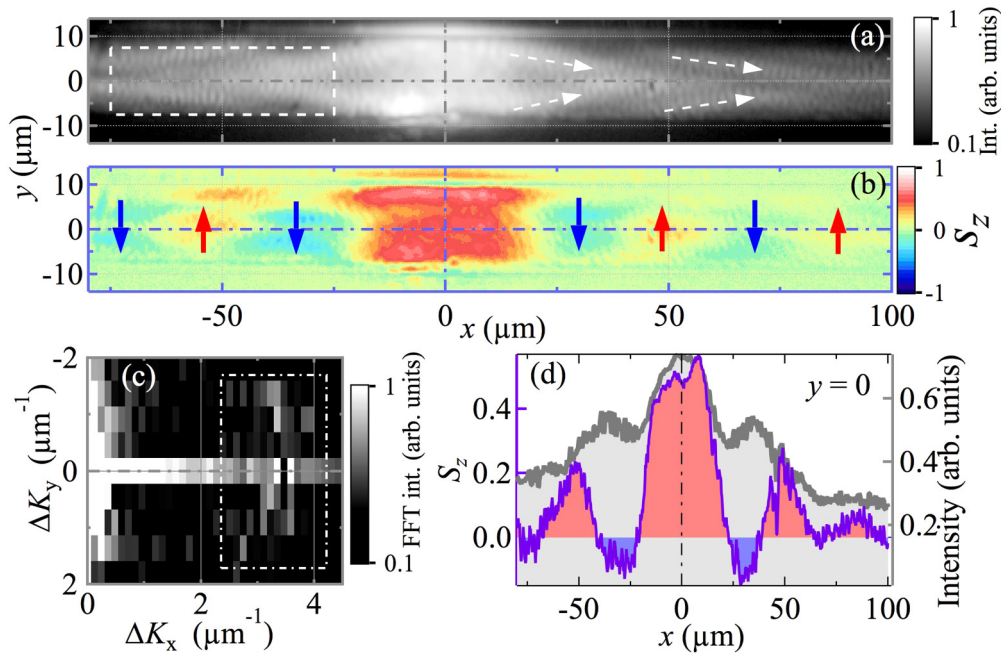 10
0
-10
(a)
1
0.1
Int. (arb. units)
y (µm)
10
0
-10
(b)
1
0
-1
S_Z
-50
0
50
100
x (µm)
-2
0
2
ΔK_y (µm⁻¹)
(c)
0
2
4
ΔK_x (µm⁻¹)
1
0.1
FFT int. (arb. units)
(d)
y = 0
0.4
0.2
0.0
S_z
0.6
0.4
0.2
Intensity (arb. units)
-50
0
50
100
x (µm)